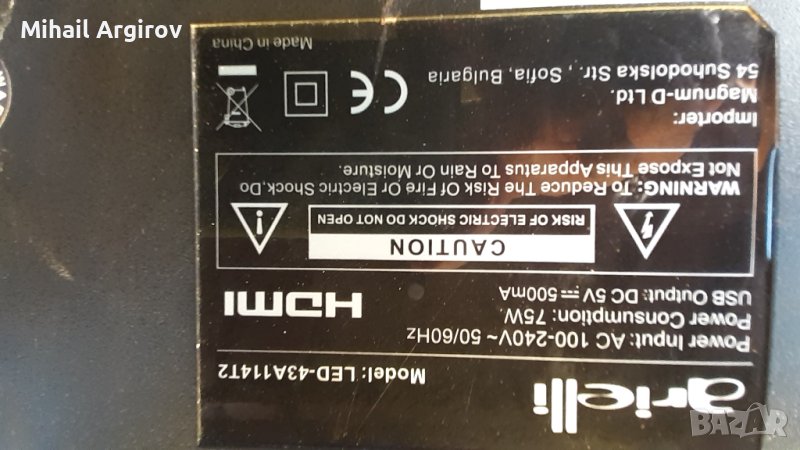 Mihail Argirov
arielli
Model: LED-43A114T2
Power Input: AC 100-240V~ 50/60Hz
Power Consumption: 75W
USB Output: DC 5V⎓500mA
HDMI
CAUTION
RISK OF ELECTRIC SHOCK DO NOT OPEN
WARNING: To Reduce The Risk Of Fire Or Electric Shock,Do
Not Expose This Apparatus To Rain Or Moisture.
Importer:
Magnum-D Ltd.
54 Suhodolska Str. , Sofia, Bulgaria
CE
Made in China
BAZAR